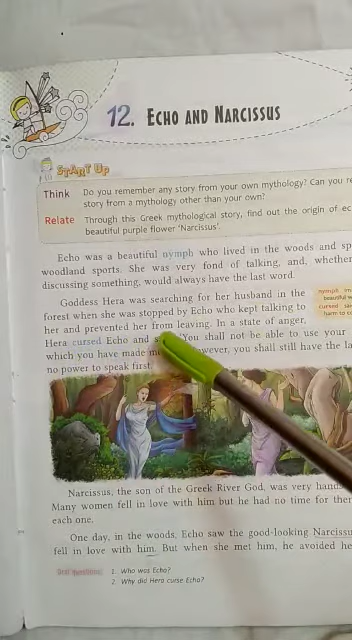 12. ECHO AND NARCISSUS
START UP
Think Do you remember any story from your own mythology? Can you
story from a mythology other than your own?
Relate Through this Greek mythological story, find out the origin of
beautiful purple flower 'Narcissus'.
Echo was a beautiful nymph who lived in the woods and
woodland sports. She was very fond of talking, and, whether
discussing something, would always have the last word.
Goddess Hera was searching for her husband in the
forest when she was stopped by Echo who kept talking to
her and prevented her from leaving. In a state of anger,
Hera cursed Echo and 'You shall not be able to use your
which you have made however, you shall still have the
no power to speak first.
nymph
beautiful
cursed
harm to
Narcissus, the son of the Greek River God, was very
Many women fell in love with him but he had no time for
each one.
One day, in the woods, Echo saw the good-looking
fell in love with him. But when she met him, he avoided
Oral questions: 1. Who was Echo?
2. Why did Hera curse Echo?